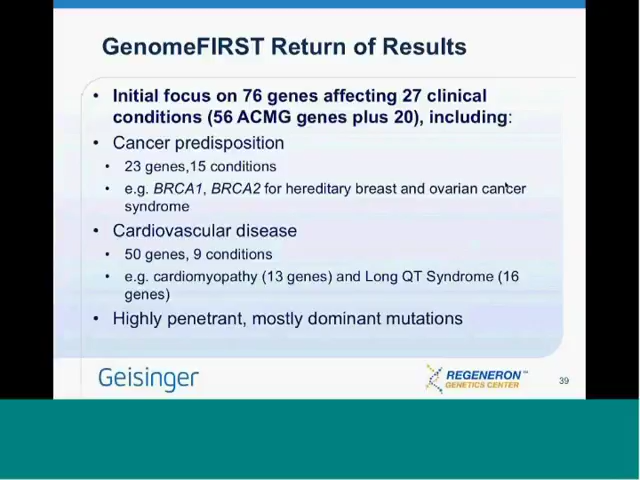 GenomeFIRST Return of Results
• Initial focus on 76 genes affecting 27 clinical
conditions (56 ACMG genes plus 20), including:
• Cancer predisposition
• 23 genes,15 conditions
• e.g. BRCA1, BRCA2 for hereditary breast and ovarian cancer
syndrome
• Cardiovascular disease
• 50 genes, 9 conditions
• e.g. cardiomyopathy (13 genes) and Long QT Syndrome (16
genes)
• Highly penetrant, mostly dominant mutations
Geisinger
REGENERON™
GENETICS CENTER
39